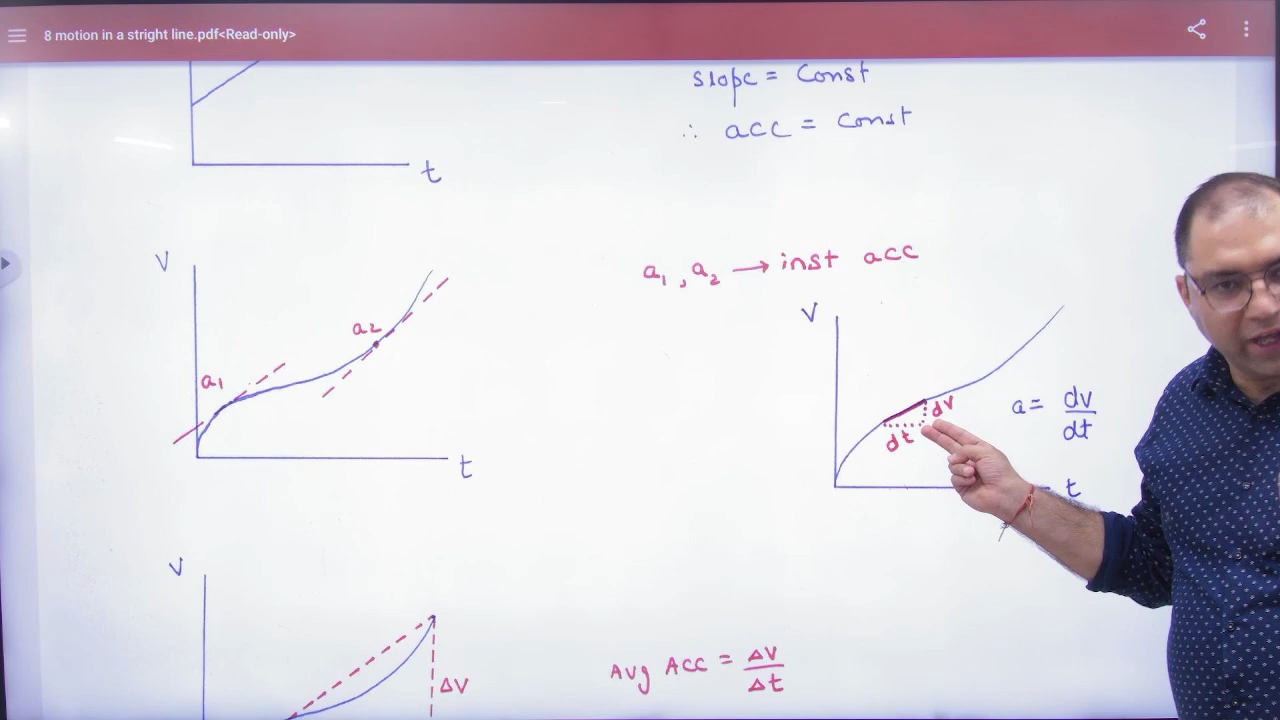 8 motion in a stright line.pdf<Read-only>
slope = Const
∴ acc = const
t
V
a1 , a2 → inst acc
V
a2
a1
t
dv
dt
a = dv/dt
t
V
Avg Acc = Δv/Δt
Δv